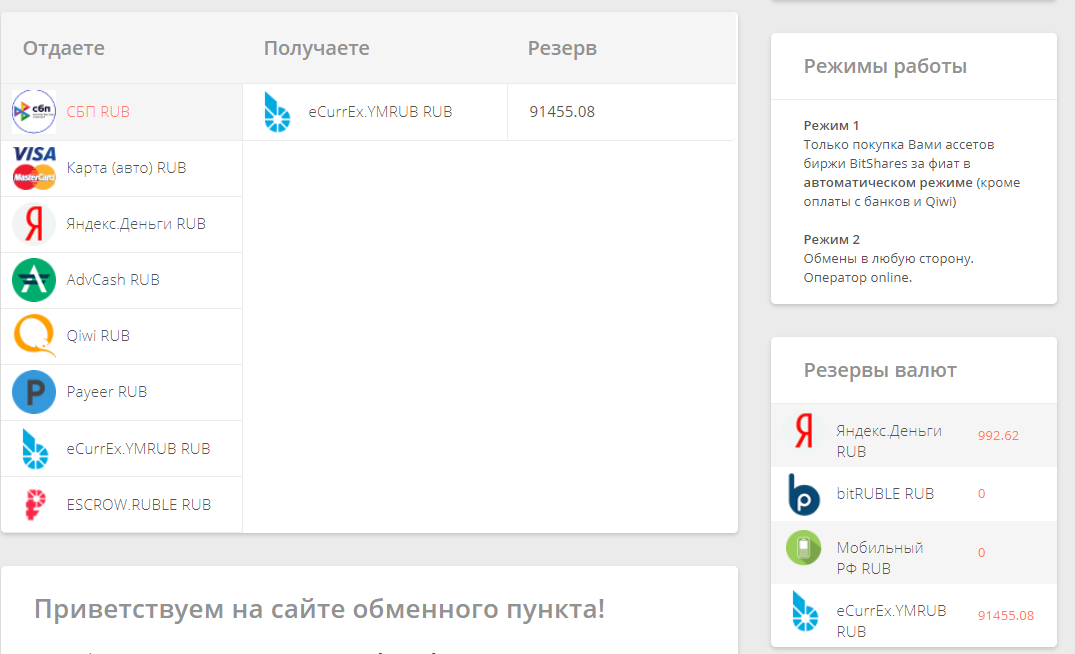 Отдаете Получаете Резерв
сбп СБП RUB eCurrEx.YMRUB RUB 91455.08
VISA MasterCard Карта (авто) RUB
Я Яндекс.Деньги RUB
AdvCash RUB
Qiwi RUB
P Payeer RUB
eCurrEx.YMRUB RUB
ESCROW.RUBLE RUB
Приветствуем на сайте обменного пункта!
Режимы работы
Режим 1
Только покупка Вами ассетов
биржи BitShares за фиат в
автоматическом режиме (кроме
оплаты с банков и Qiwi)
Режим 2
Обмены в любую сторону.
Оператор online.
Резервы валют
Я Яндекс.Деньги 992.62
RUB
bitRUBLE RUB 0
Мобильный 0
РФ RUB
eCurrEx.YMRUB 91455.08
RUB